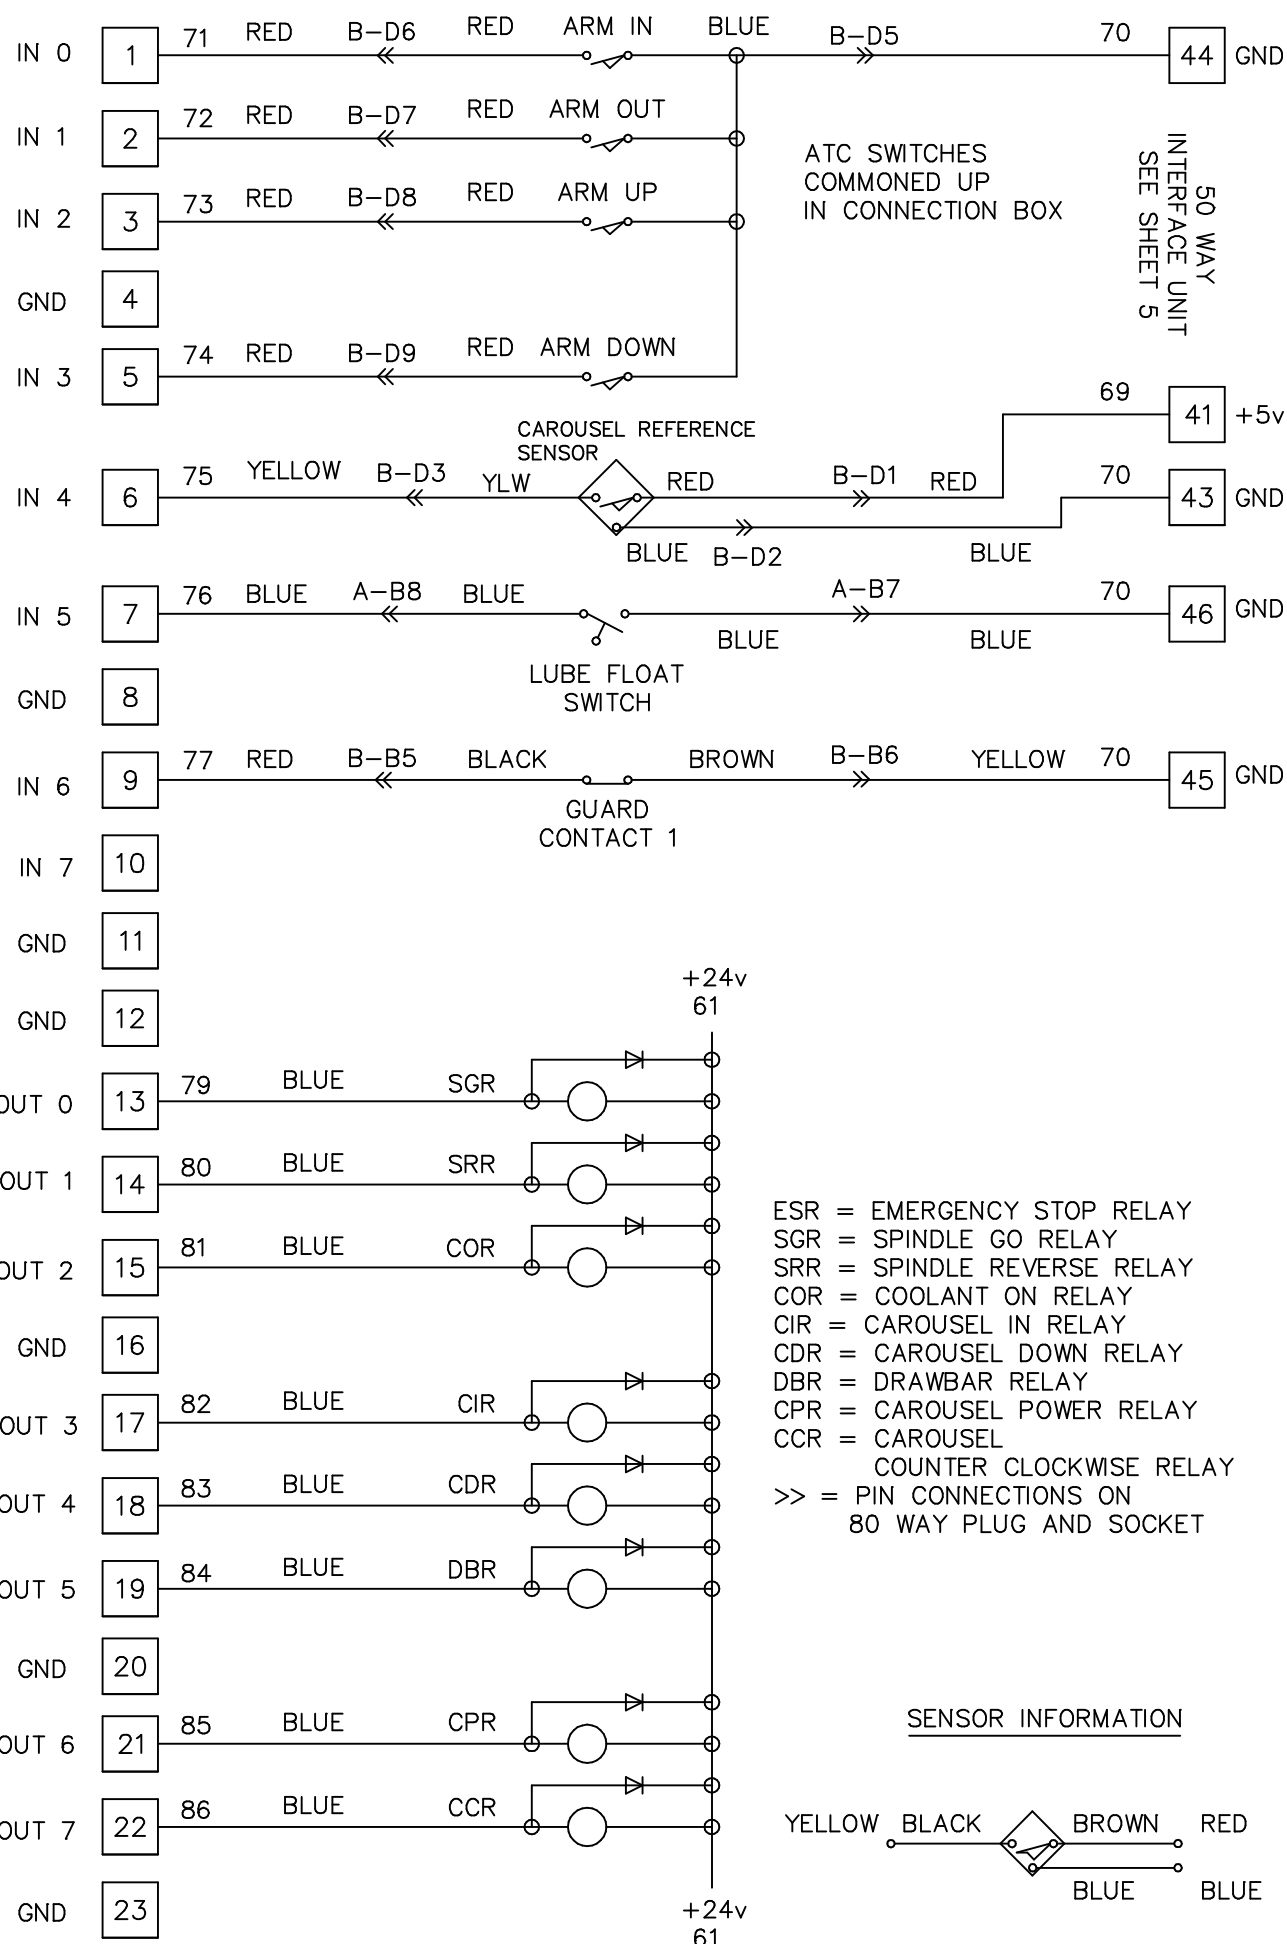 IN 0 1 71 RED B-D6 RED ARM IN BLUE B-D5 70 44 GND
IN 1 2 72 RED B-D7 RED ARM OUT
ATC SWITCHES
COMMONED UP
IN CONNECTION BOX
50 WAY
INTERFACE UNIT
SEE SHEET 5
IN 2 3 73 RED B-D8 RED ARM UP
GND 4
IN 3 5 74 RED B-D9 RED ARM DOWN
69 41 +5v
CAROUSEL REFERENCE
SENSOR
IN 4 6 75 YELLOW B-D3 YLW RED B-D1 RED 70 43 GND
BLUE B-D2 BLUE
IN 5 7 76 BLUE A-B8 BLUE A-B7 70 46 GND
BLUE BLUE
LUBE FLOAT
SWITCH
GND 8
IN 6 9 77 RED B-B5 BLACK BROWN B-B6 YELLOW 70 45 GND
GUARD
CONTACT 1
IN 7 10
GND 11
+24v
61
GND 12
OUT 0 13 79 BLUE SGR
OUT 1 14 80 BLUE SRR
OUT 2 15 81 BLUE COR
GND 16
OUT 3 17 82 BLUE CIR
OUT 4 18 83 BLUE CDR
OUT 5 19 84 BLUE DBR
GND 20
OUT 6 21 85 BLUE CPR
OUT 7 22 86 BLUE CCR
GND 23
+24v
61
ESR = EMERGENCY STOP RELAY
SGR = SPINDLE GO RELAY
SRR = SPINDLE REVERSE RELAY
COR = COOLANT ON RELAY
CIR = CAROUSEL IN RELAY
CDR = CAROUSEL DOWN RELAY
DBR = DRAWBAR RELAY
CPR = CAROUSEL POWER RELAY
CCR = CAROUSEL
COUNTER CLOCKWISE RELAY
>> = PIN CONNECTIONS ON
80 WAY PLUG AND SOCKET
SENSOR INFORMATION
YELLOW BLACK BROWN RED
BLUE BLUE